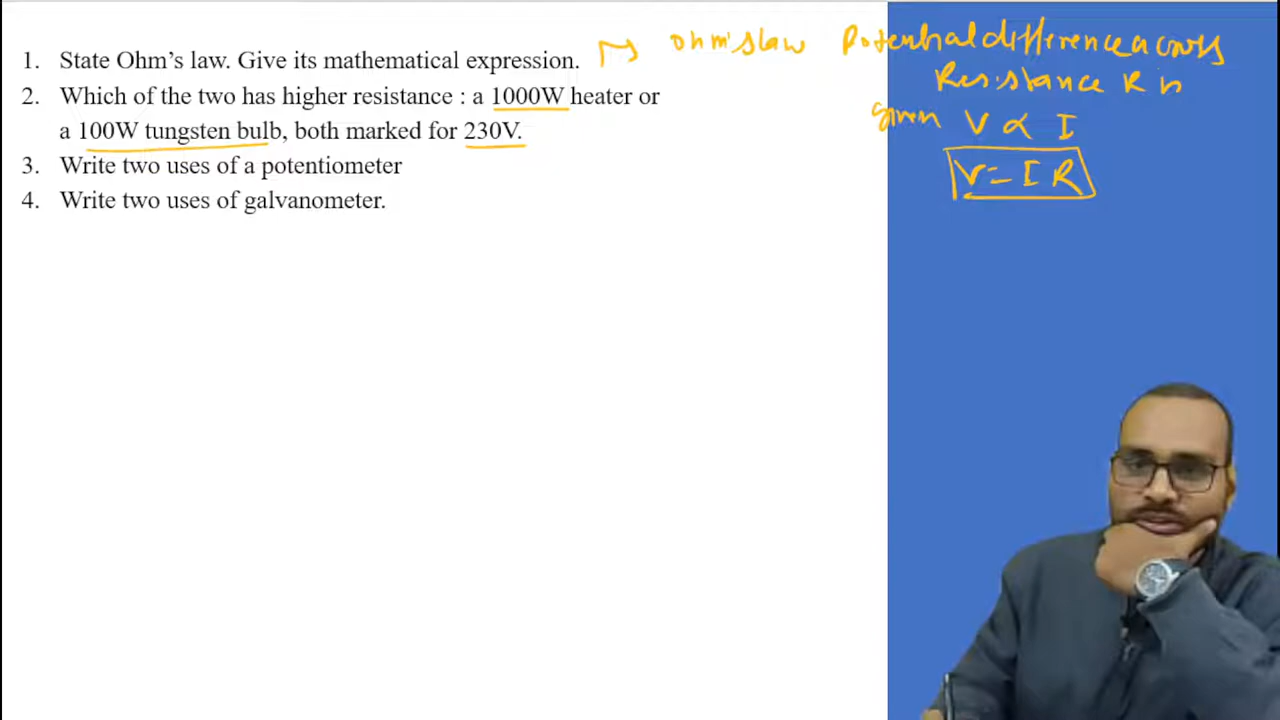 1. State Ohm's law. Give its mathematical expression.
2. Which of the two has higher resistance : a 1000W heater or
a 100W tungsten bulb, both marked for 230V.
3. Write two uses of a potentiometer
4. Write two uses of galvanometer.
ohm's law Potential difference across
Resistance R is
given V ∝ I
V = I R